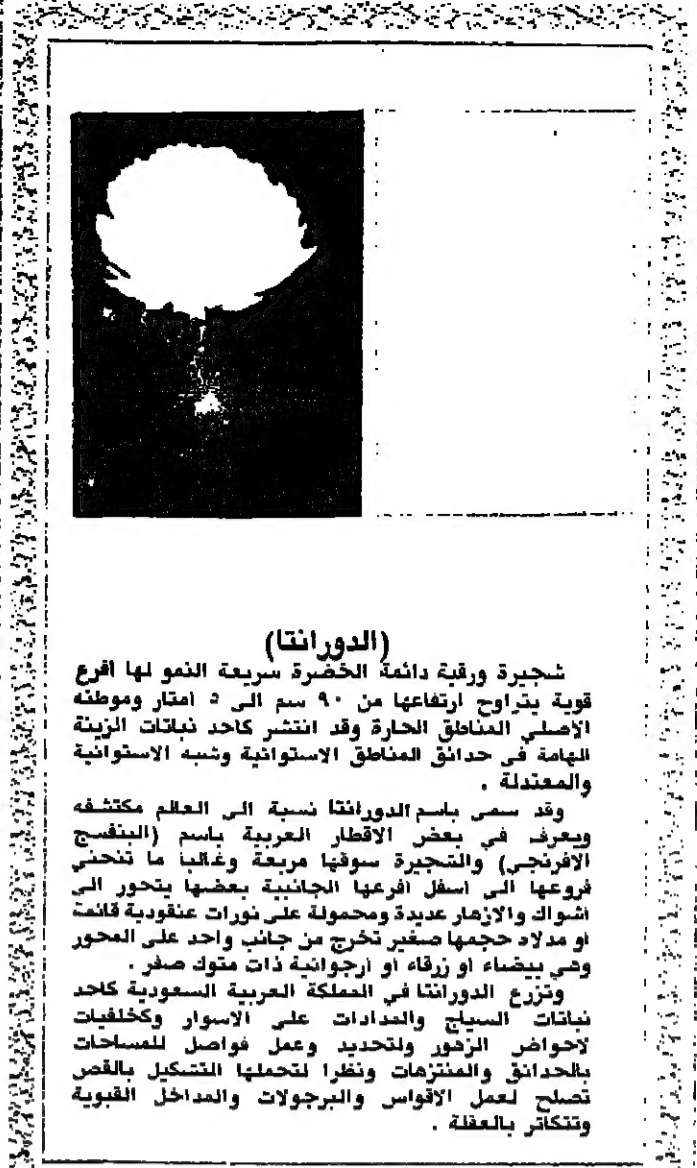 (الدورانتا)
شجيرة ورقية دائمة الخضرة سريعة النمو لها افرع
قوية يتراوح ارتفاعها من ٩٠ سم الى ٥ امتار وموطنه
الاصلي المناطق الحارة وقد انتشر كاحد نباتات الزينة
الهامة في حدائق المناطق الاستوائية وشبه الاستوائية
والمعتدلة .
وقد سمى باسم الدورانتا نسبة الى العالم مكتشفه
ويعرف في بعض الاقطار العربية باسم (البنفسج
الافرنجي) والشجيرة سوقها مربعة وغالبا ما تنحني
فروعها الى اسفل افرعها الجانبية بعضها يتحور الى
اشواك والازهار عديدة ومحمولة على نورات عنقودية قائمة
او مدلاه حجمها صغير تخرج من جانب واحد على المحور
وهي بيضاء او زرقاء او ارجوانية ذات متوك صفر .
وتزرع الدورانتا في المملكة العربية السعودية كاحد
نباتات السياج والمدادات على الاسوار وكخلفيات
لاحواض الزهور ولتحديد وعمل فواصل للمساحات
بالحدائق والمنتزهات ونظرا لتحملها التشكيل بالقص
تصلح لعمل الاقواس والبرجولات والمداخل القبوية
وتتكاثر بالعقلة .